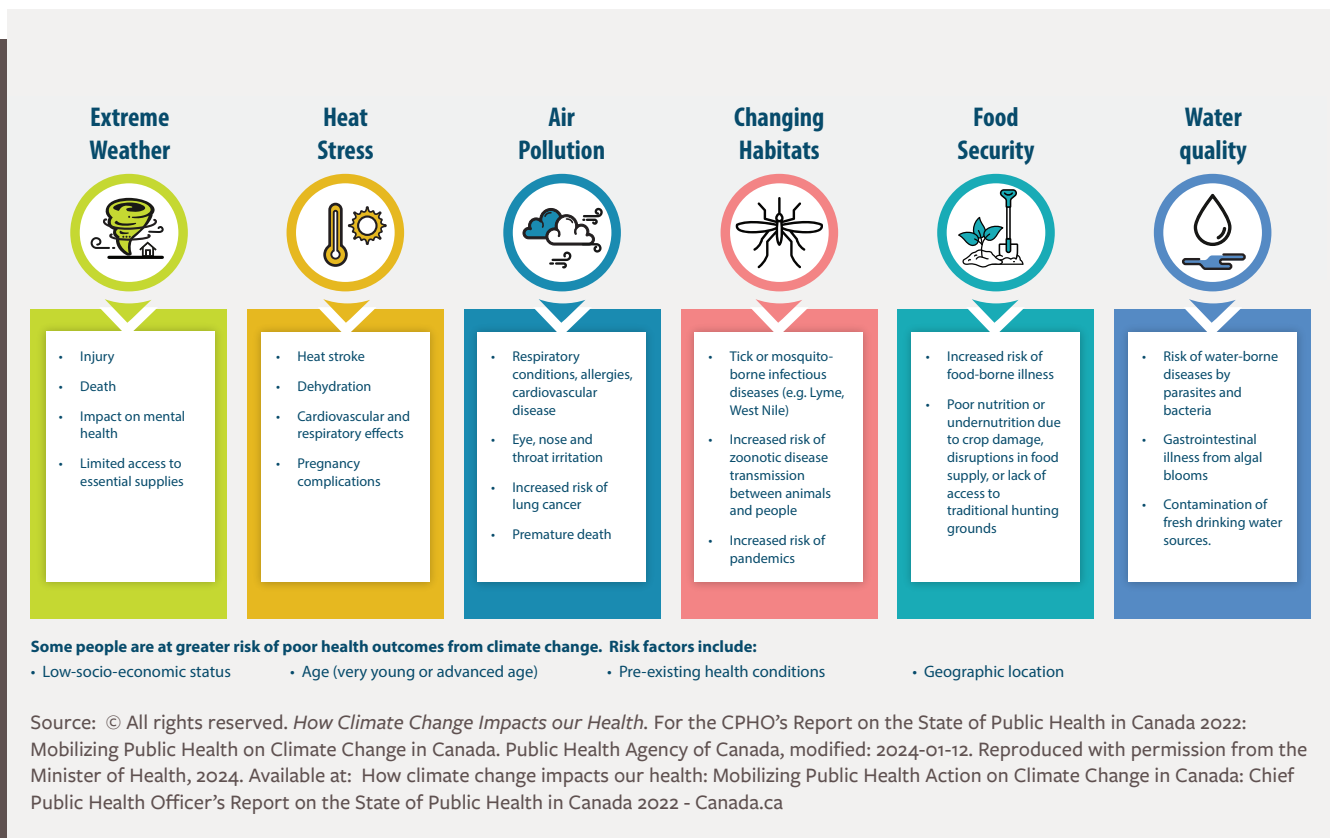 Extreme
Weather
Heat
Stress
Air
Pollution
Changing
Habitats
Food
Security
Water
quality
• Injury
• Death
• Impact on mental
health
• Limited access to
essential supplies
• Heat stroke
• Dehydration
• Cardiovascular and
respiratory effects
• Pregnancy
complications
• Respiratory
conditions, allergies,
cardiovascular
disease
• Eye, nose and
throat irritation
• Increased risk of
lung cancer
• Premature death
• Tick or mosquito-
borne infectious
diseases (e.g. Lyme,
West Nile)
• Increased risk of
zoonotic disease
transmission
between animals
and people
• Increased risk of
pandemics
• Increased risk of
food-borne illness
• Poor nutrition or
undernutrition due
to crop damage,
disruptions in food
supply, or lack of
access to
traditional hunting
grounds
• Risk of water-borne
diseases by
parasites and
bacteria
• Gastrointestinal
illness from algal
blooms
• Contamination of
fresh drinking water
sources.
Some people are at greater risk of poor health outcomes from climate change. Risk factors include:
• Low-socio-economic status • Age (very young or advanced age) • Pre-existing health conditions • Geographic location
Source: © All rights reserved. How Climate Change Impacts our Health. For the CPHO's Report on the State of Public Health in Canada 2022:
Mobilizing Public Health on Climate Change in Canada. Public Health Agency of Canada, modified: 2024-01-12. Reproduced with permission from the
Minister of Health, 2024. Available at: How climate change impacts our health: Mobilizing Public Health Action on Climate Change in Canada: Chief
Public Health Officer's Report on the State of Public Health in Canada 2022 - Canada.ca